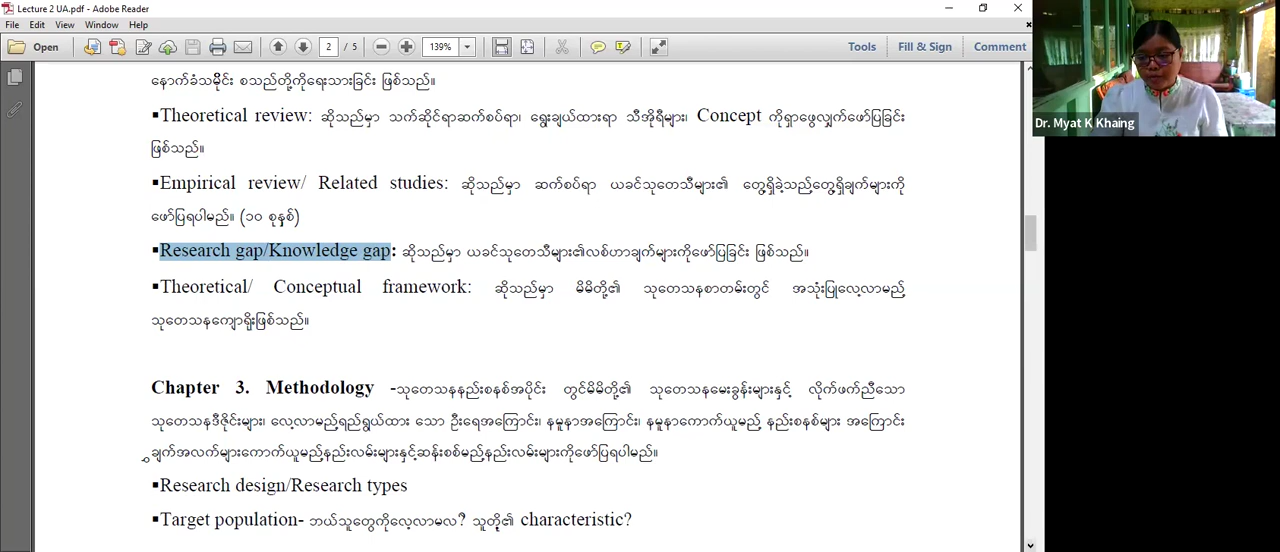 Lecture 2 UA.pdf - Adobe Reader
File Edit View Window Help
Open 2 / 5 139% Tools Fill & Sign Comment
နောက်ခံသမိုင်း စသည်တို့ကိုရေးသားခြင်း ဖြစ်သည်။
▪Theoretical review: ဆိုသည်မှာ သက်ဆိုင်ရာဆက်စပ်ရာ၊ ရွေးချယ်ထားရာ သီအိုရီများ၊ Concept ကိုရှာဖွေလျှက်ဖော်ပြခြင်း
ဖြစ်သည်။
▪Empirical review/ Related studies: ဆိုသည်မှာ ဆက်စပ်ရာ ယခင်သုတေသီများ၏ တွေ့ရှိခဲ့သည့်တွေ့ရှိချက်များကို
ဖော်ပြရပါမည်။ (၁၀ စုနှစ်)
▪Research gap/Knowledge gap: ဆိုသည်မှာ ယခင်သုတေသီများ၏လစ်ဟာချက်များကိုဖော်ပြခြင်း ဖြစ်သည်။
▪Theoretical/ Conceptual framework: ဆိုသည်မှာ မိမိတို့၏ သုတေသနစာတမ်းတွင် အသုံးပြုလေ့လာမည့်
သုတေသနကျောရိုးဖြစ်သည်။
Chapter 3. Methodology -သုတေသနနည်းစနစ်အပိုင်း တွင်မိမိတို့၏ သုတေသနမေးခွန်းများနှင့် လိုက်ဖက်ညီသော
သုတေသနဒီဇိုင်းများ၊ လေ့လာမည့်ရည်ရွယ်ထား သော ဦးရေအကြောင်း၊ နမူနာအကြောင်း၊ နမူနာကောက်ယူမည့် နည်းစနစ်များ အကြောင်း
ချက်အလက်များကောက်ယူမည့်နည်းလမ်းများနှင့်ဆန်းစစ်မည့်နည်းလမ်းများကိုဖော်ပြရပါမည်။
▪Research design/Research types
▪Target population- ဘယ်သူတွေကိုလေ့လာမလဲ? သူတို့၏ characteristic?
Dr. Myat K Khaing